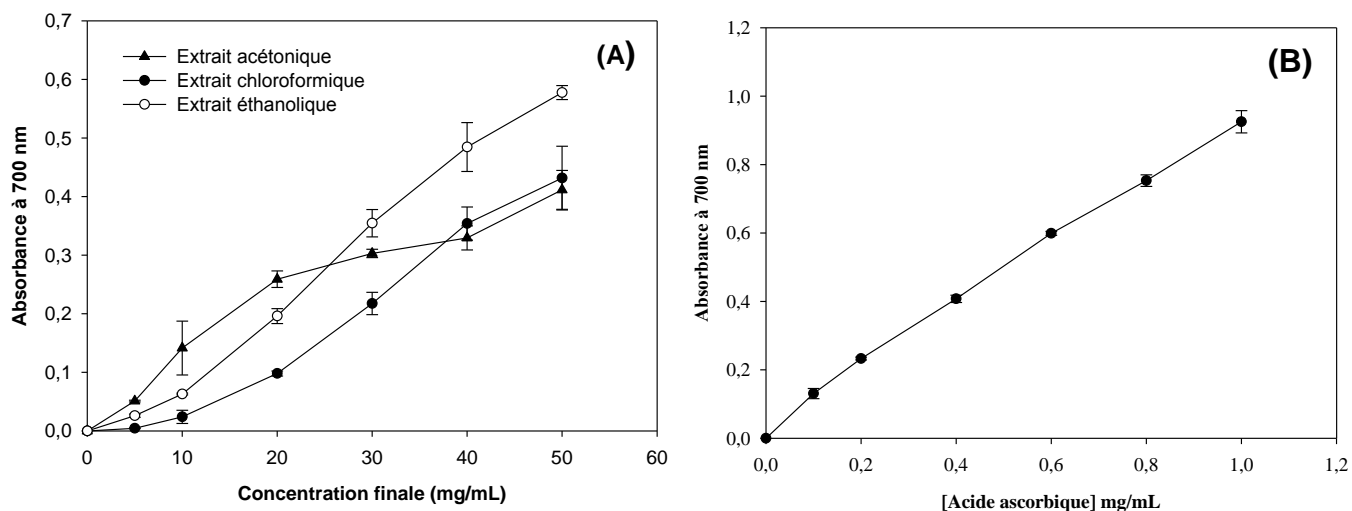 (A)
Extrait acétonique
Extrait chloroformique
Extrait éthanolique
Absorbance à 700 nm
0,7
0,6
0,5
0,4
0,3
0,2
0,1
0,0
0 10 20 30 40 50 60
Concentration finale (mg/mL)
(B)
Absorbance à 700 nm
1,2
1,0
0,8
0,6
0,4
0,2
0,0
0,0 0,2 0,4 0,6 0,8 1,0 1,2
[Acide ascorbique] mg/mL